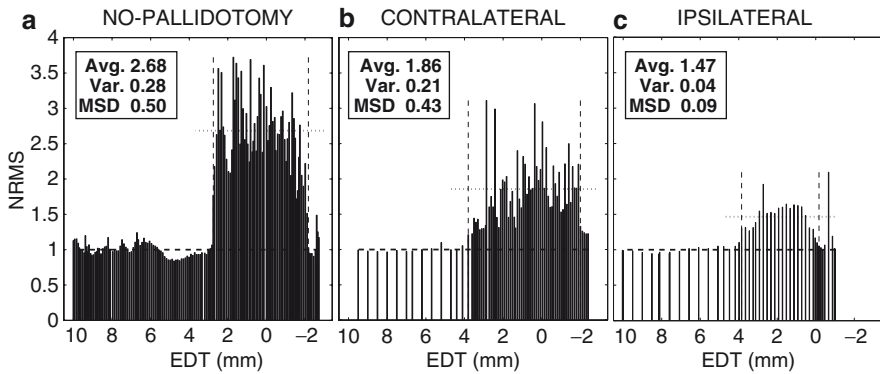 a NO-PALLIDOTOMY
b CONTRALATERAL
c IPSILATERAL
NRMS
4
3.5
3
2.5
2
1.5
1
0.5
0
Avg. 2.68
Var. 0.28
MSD 0.50
10 8 6 4 2 0 −2
EDT (mm)
Avg. 1.86
Var. 0.21
MSD 0.43
10 8 6 4 2 0 −2
EDT (mm)
Avg. 1.47
Var. 0.04
MSD 0.09
10 8 6 4 2 0 −2
EDT (mm)